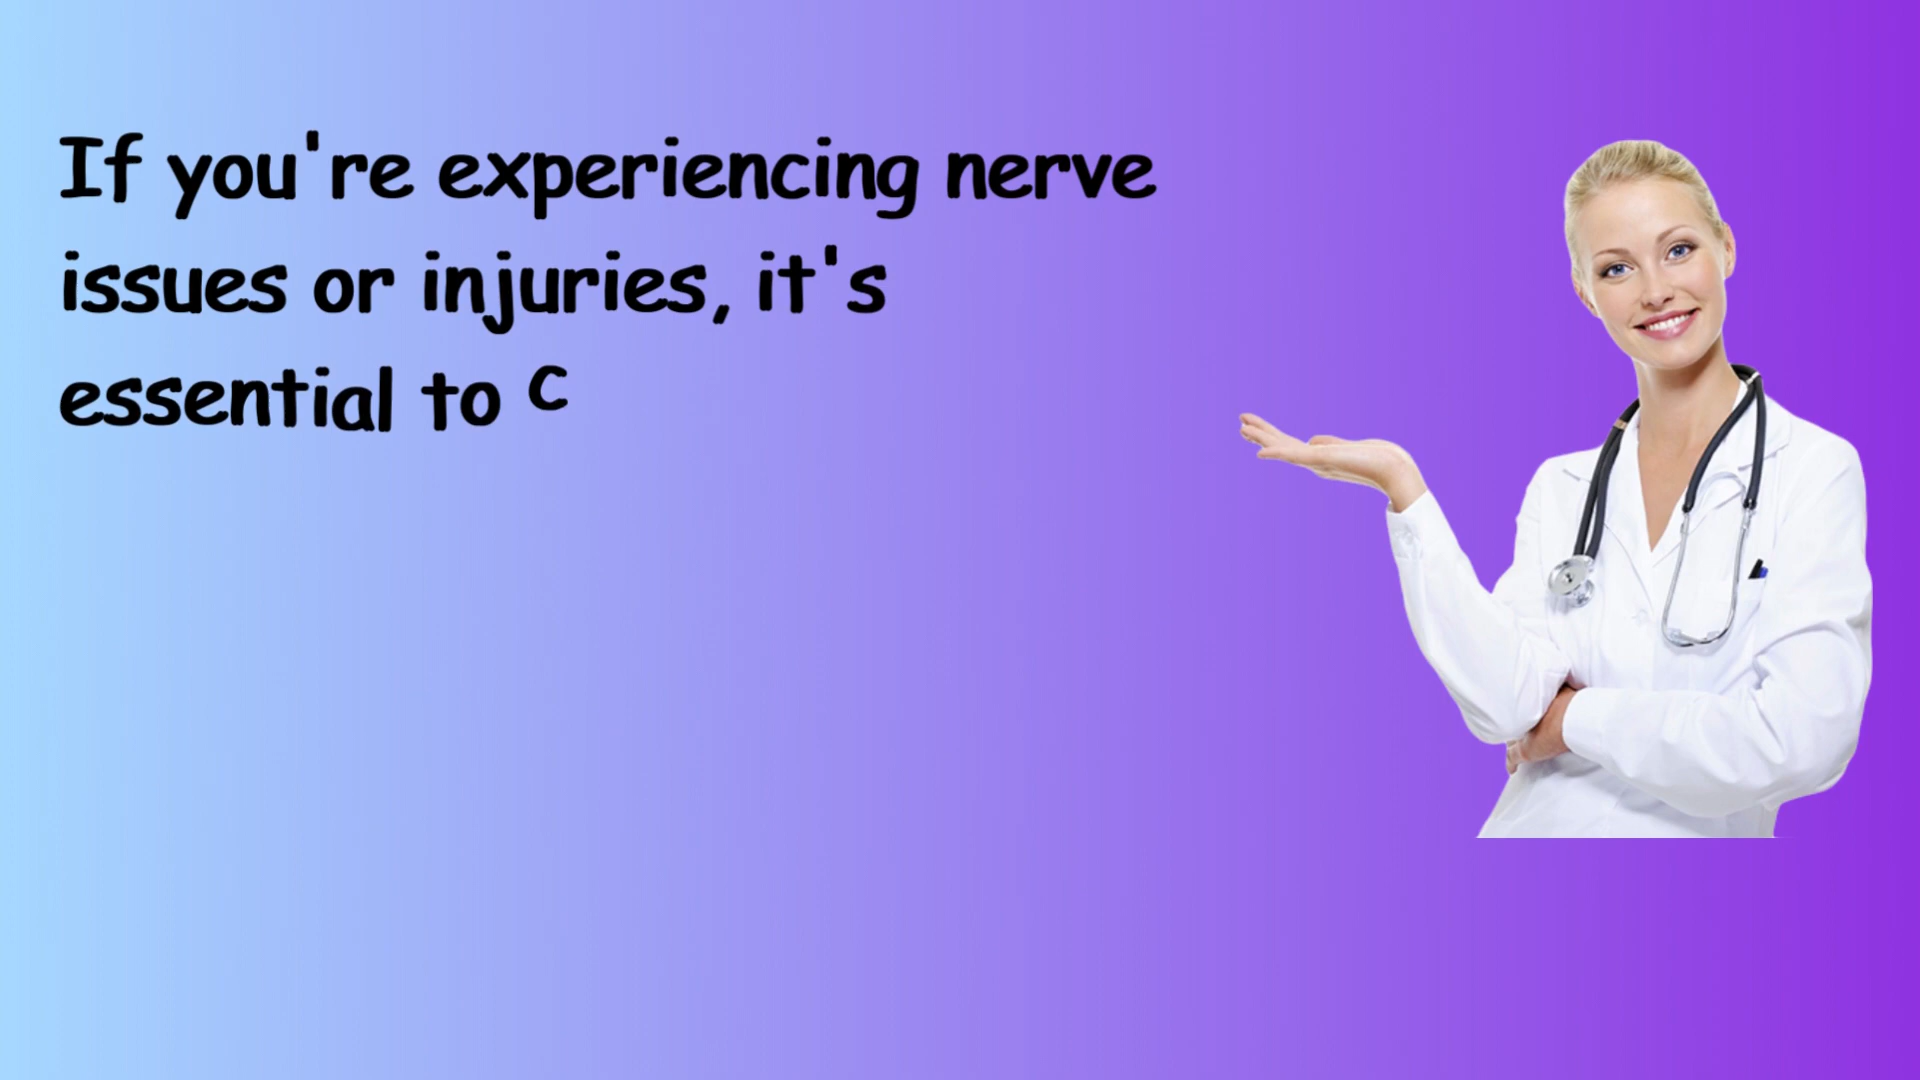 If you're experiencing nerve
issues or injuries, it's
essential to c